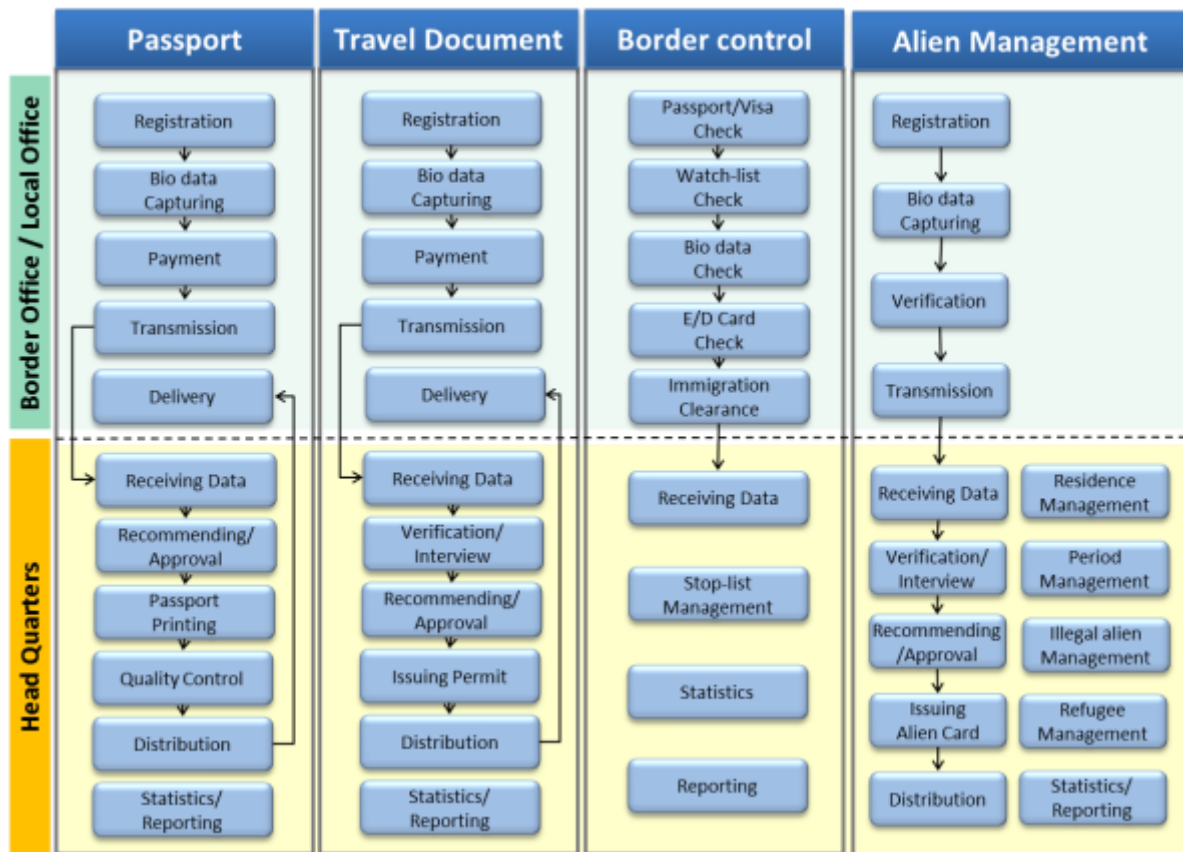 Passport
Travel Document
Border control
Alien Management
Border Office / Local Office
Registration
Bio data
Capturing
Payment
Transmission
Delivery
Registration
Bio data
Capturing
Payment
Transmission
Delivery
Passport/Visa
Check
Watch-list
Check
Bio data
Check
E/D Card
Check
Immigration
Clearance
Registration
Bio data
Capturing
Verification
Transmission
Head Quarters
Receiving Data
Recommending/
Approval
Passport
Printing
Quality Control
Distribution
Statistics/
Reporting
Receiving Data
Verification/
Interview
Recommending/
Approval
Issuing Permit
Distribution
Statistics/
Reporting
Receiving Data
Stop-list
Management
Statistics
Reporting
Receiving Data
Verification/
Interview
Recommending
/Approval
Issuing
Alien Card
Distribution
Residence
Management
Period
Management
Illegal alien
Management
Refugee
Management
Statistics/
Reporting